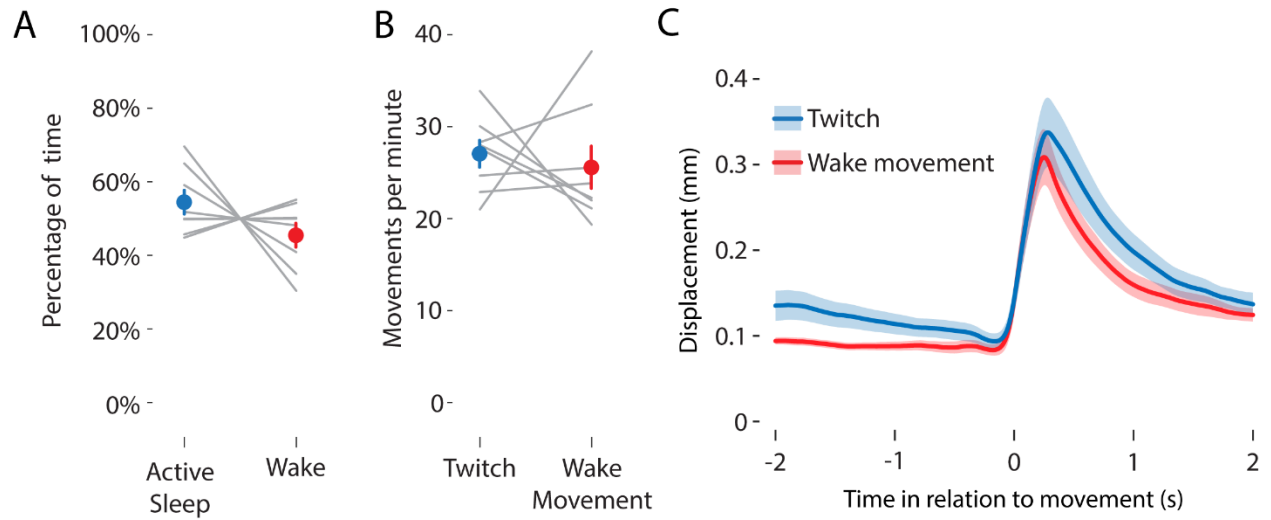 A
Percentage of time
100%
80%
60%
40%
20%
0%
Active
Sleep
Wake
B
Movements per minute
40
30
20
10
0
Twitch
Wake
Movement
C
Displacement (mm)
0.4
0.3
0.2
0.1
0
Twitch
Wake movement
-2
-1
0
1
2
Time in relation to movement (s)